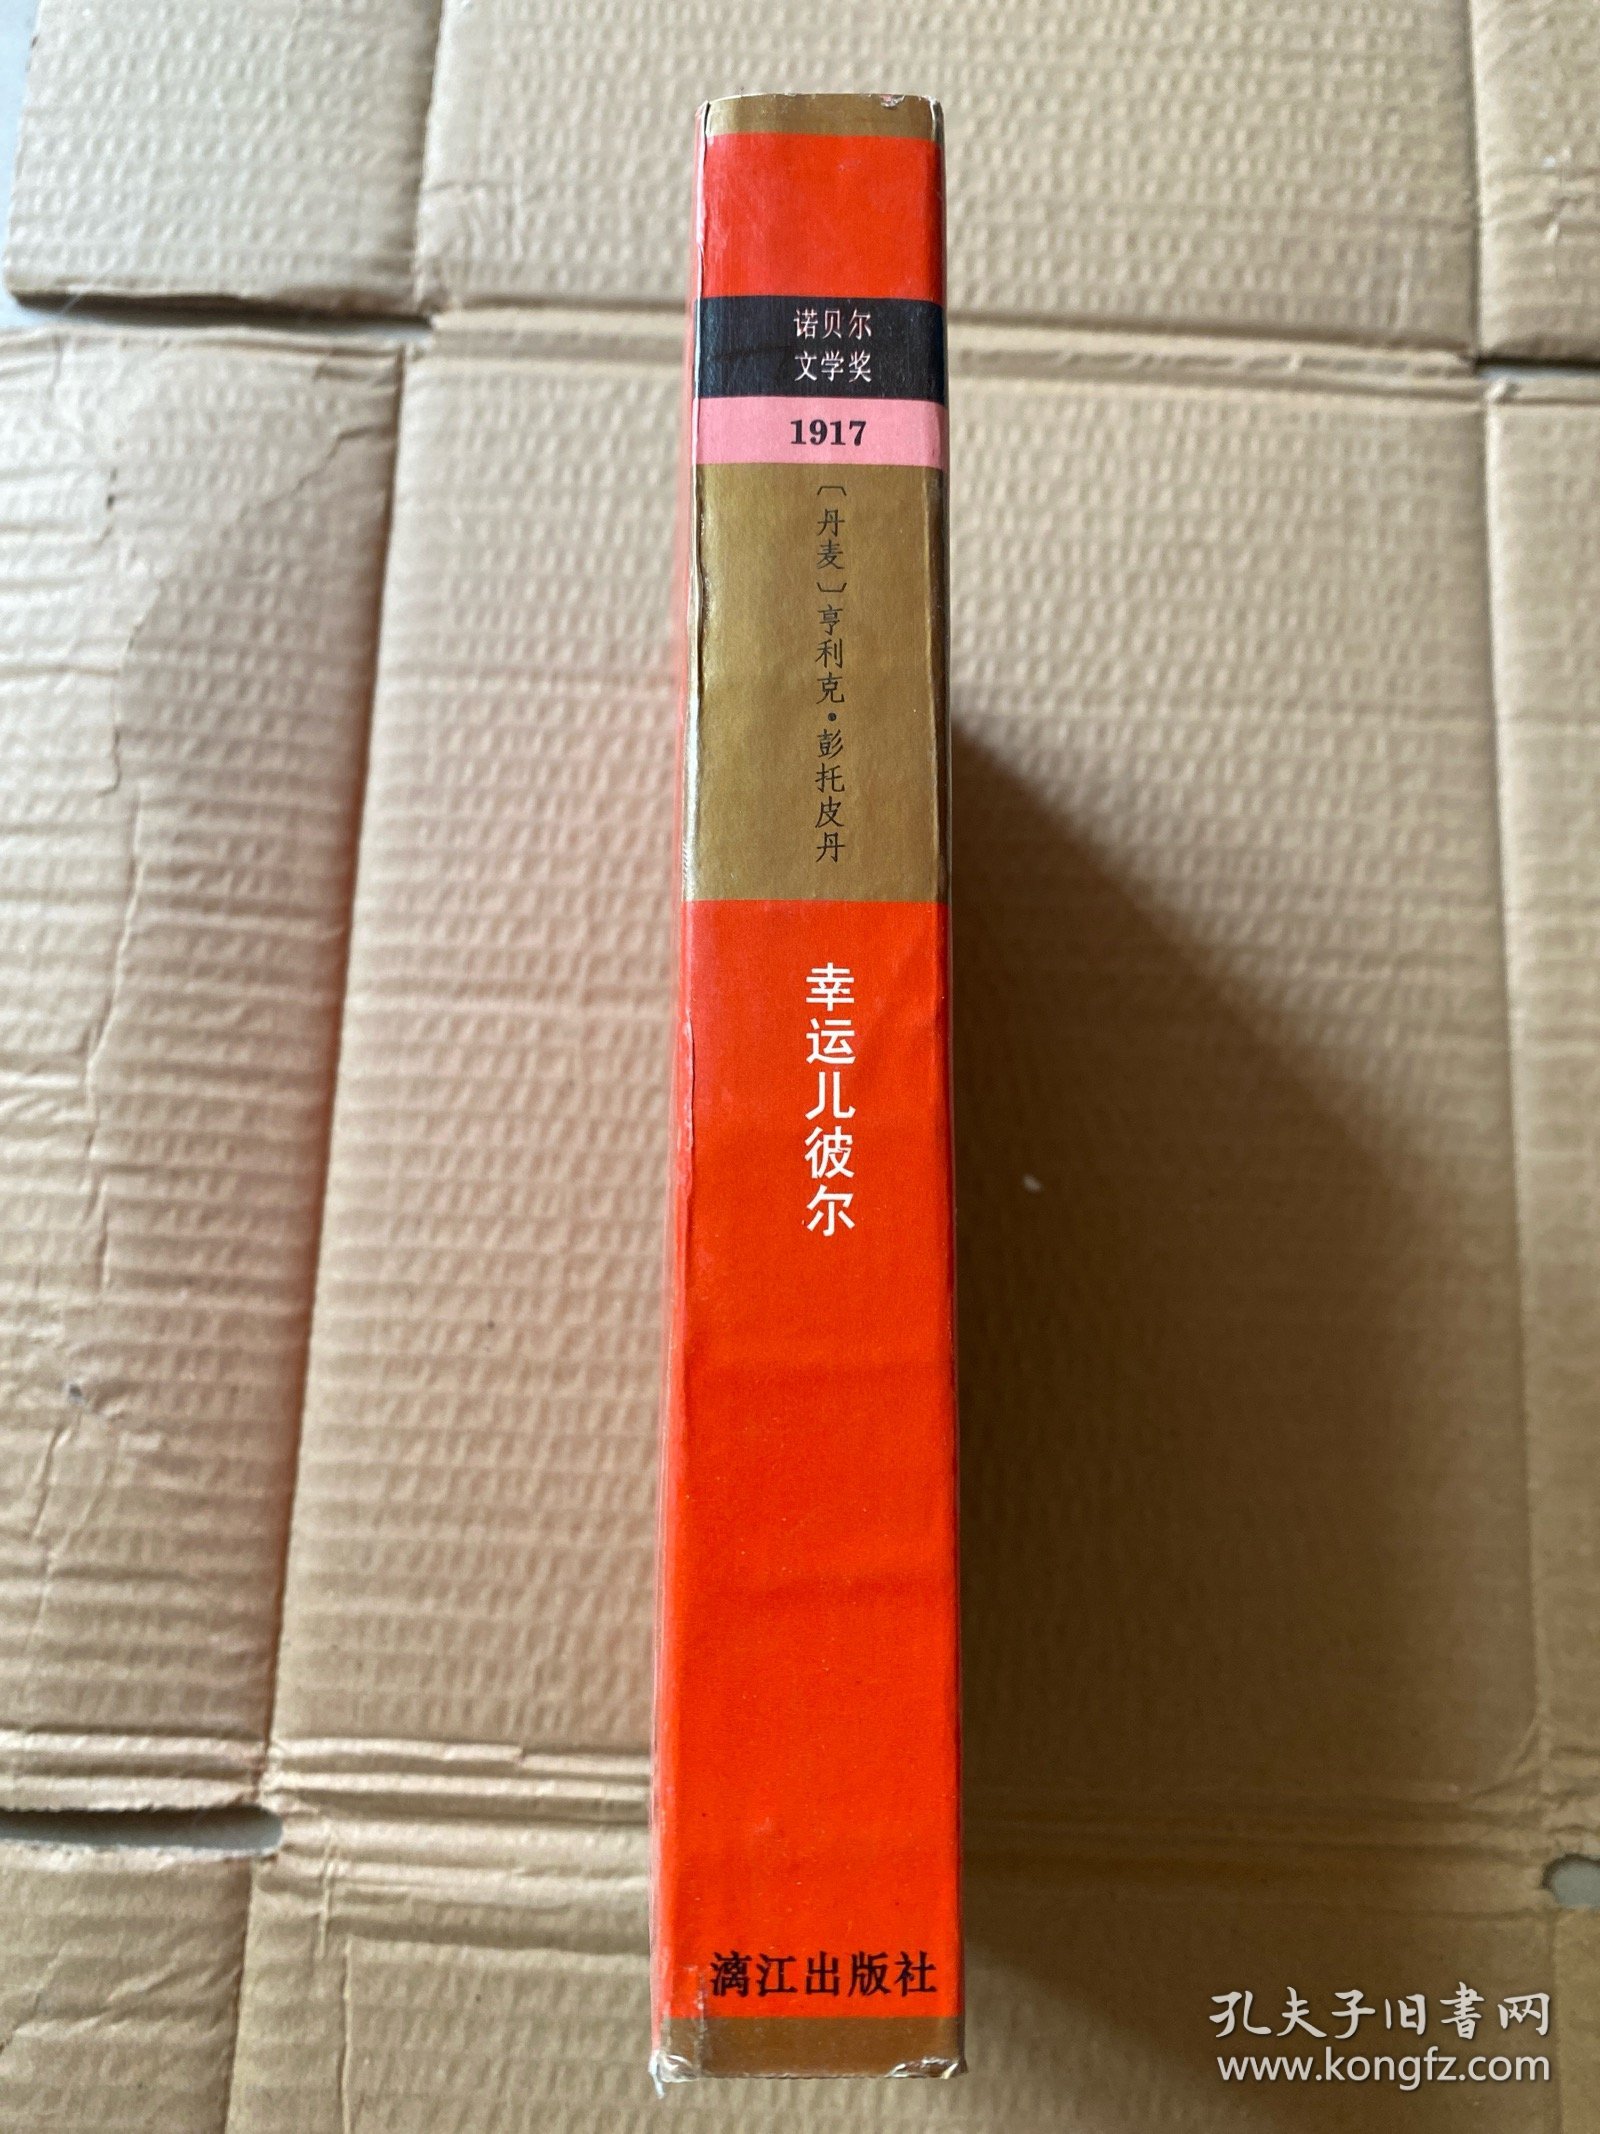 诺贝尔
文学奖
1917
〔丹麦〕亨利克·彭托皮丹
幸运儿彼尔
漓江出版社
孔夫子旧書网
www.kongfz.com